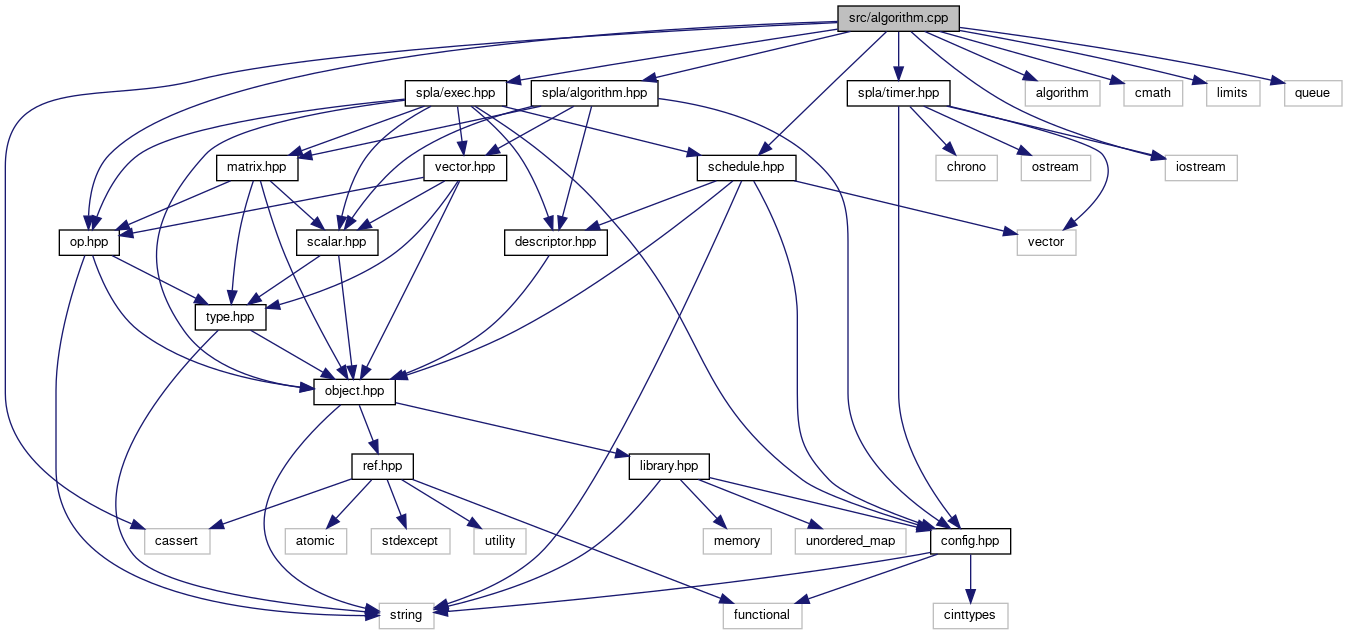 src/algorithm.cpp
spla/exec.hpp
spla/algorithm.hpp
spla/timer.hpp
algorithm
cmath
limits
queue
matrix.hpp
vector.hpp
schedule.hpp
chrono
ostream
iostream
op.hpp
scalar.hpp
descriptor.hpp
vector
type.hpp
object.hpp
ref.hpp
library.hpp
cassert
atomic
stdexcept
utility
memory
unordered_map
config.hpp
string
functional
cinttypes